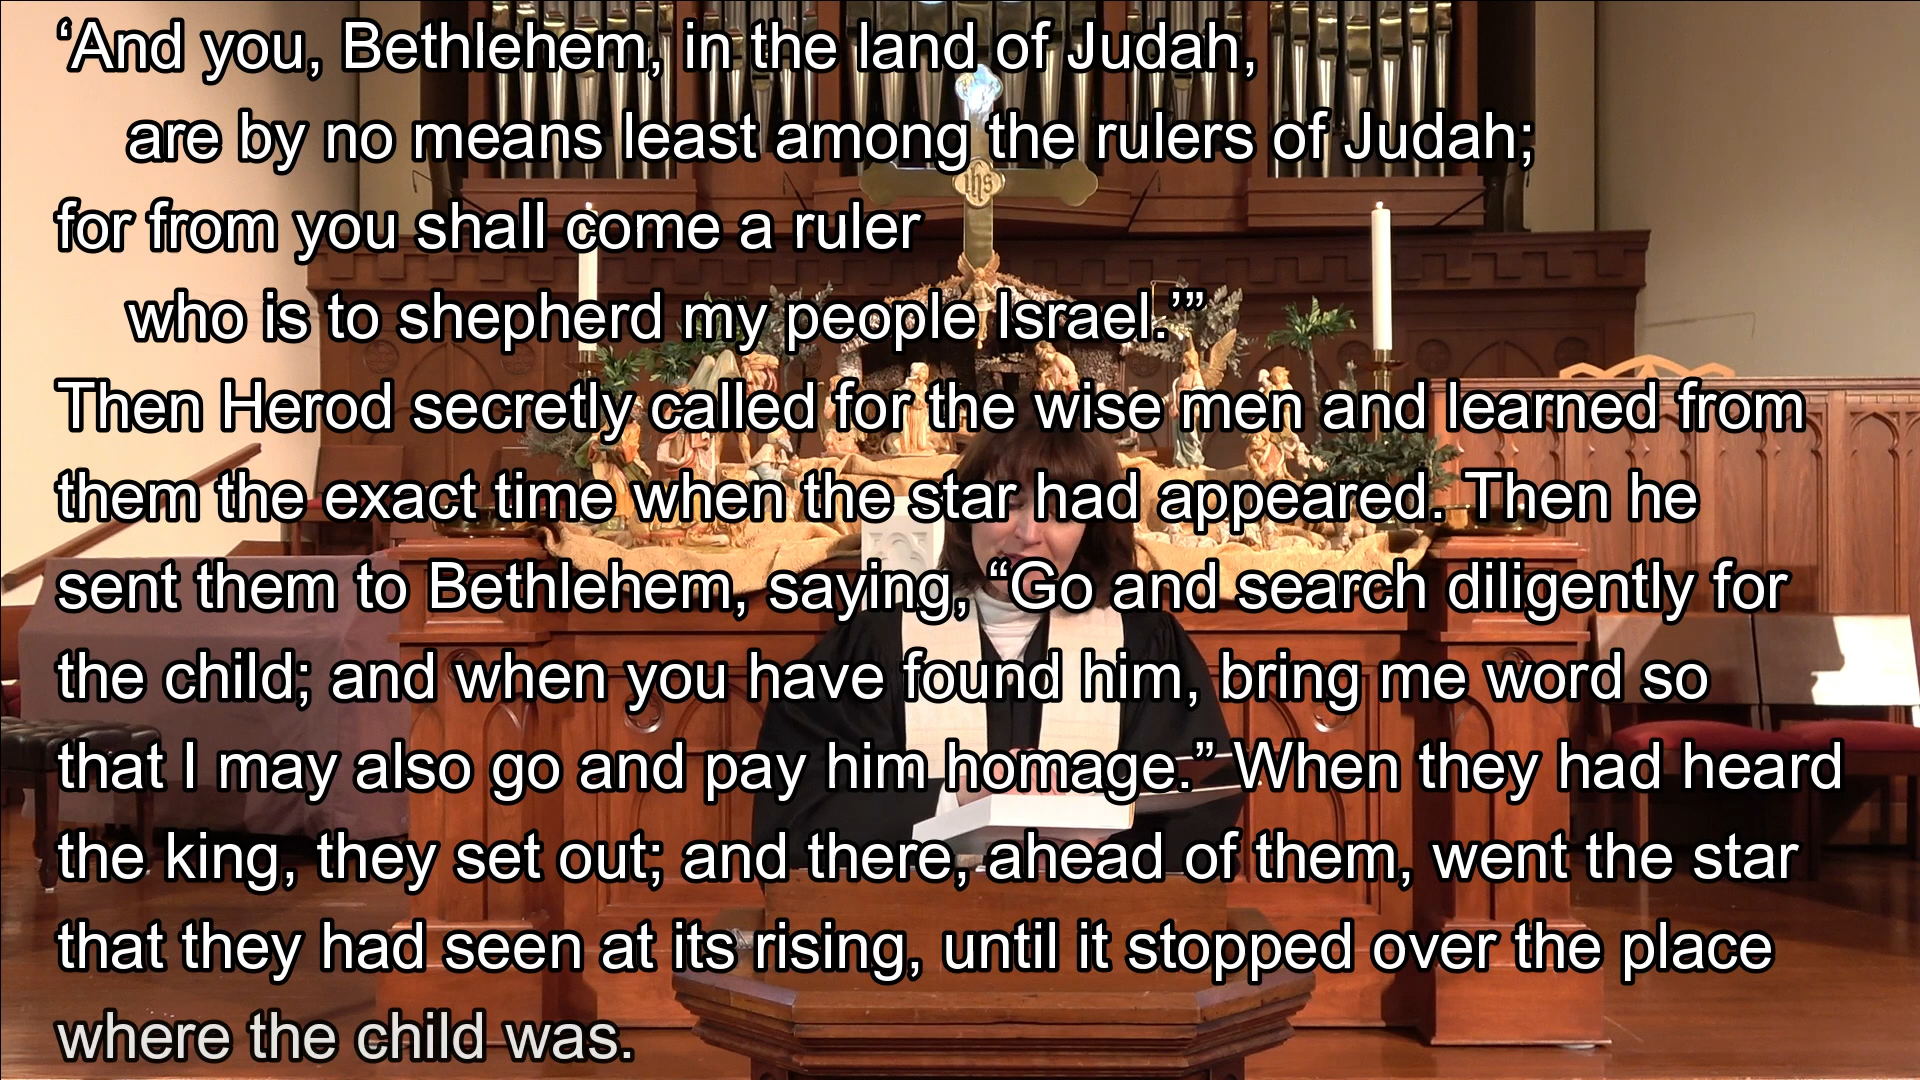 ‘And you, Bethlehem, in the land of Judah,
are by no means least among the rulers of Judah;
for from you shall come a ruler
who is to shepherd my people Israel.’”
Then Herod secretly called for the wise men and learned from
them the exact time when the star had appeared. Then he
sent them to Bethlehem, saying, “Go and search diligently for
the child; and when you have found him, bring me word so
that I may also go and pay him homage.” When they had heard
the king, they set out; and there, ahead of them, went the star
that they had seen at its rising, until it stopped over the place
where the child was.
ihs